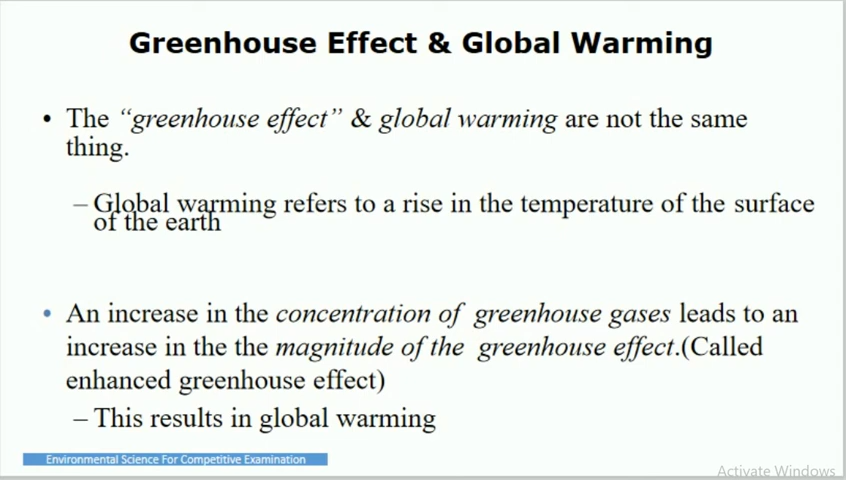 Greenhouse Effect & Global Warming
• The “greenhouse effect” & global warming are not the same
thing.
– Global warming refers to a rise in the temperature of the surface
of the earth
• An increase in the concentration of greenhouse gases leads to an
increase in the the magnitude of the greenhouse effect.(Called
enhanced greenhouse effect)
– This results in global warming
Environmental Science For Competitive Examination
Activate Windows